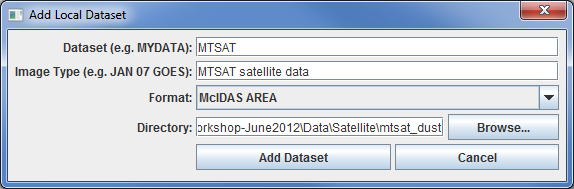 Add Local Dataset
Dataset (e.g. MYDATA): MTSAT
Image Type (e.g. JAN 07 GOES): MTSAT satellite data
Format: McIDAS AREA
Directory: orkshop-June2012\Data\Satellite\mtsat_dust Browse...
Add Dataset Cancel